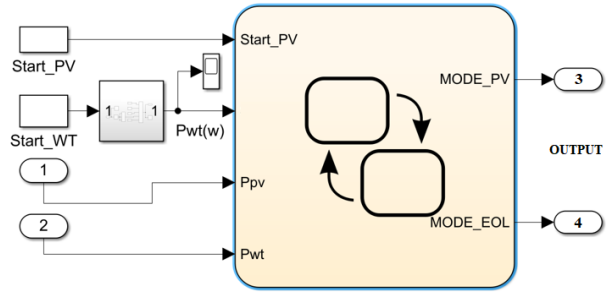 Start_PV
Start_PV
MODE_PV
3
1 1
Start_WT
Pwt(w)
OUTPUT
1
Ppv
2
MODE_EOL
4
Pwt